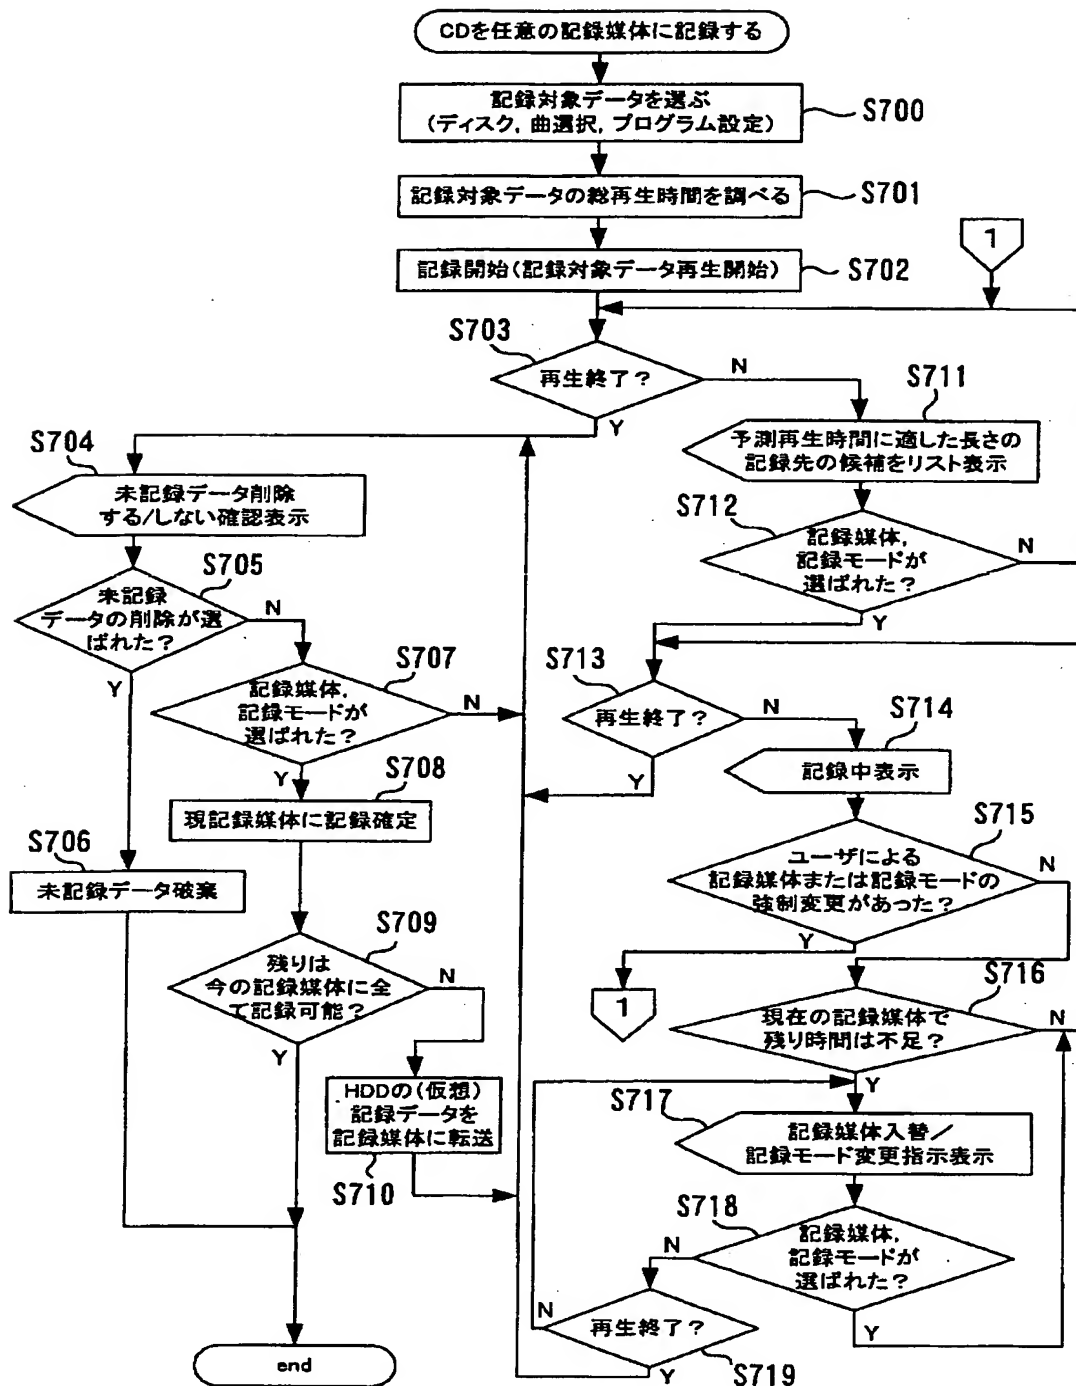 CDを任意の記録媒体に記録する
記録対象データを選ぶ
(ディスク, 曲選択, プログラム設定)
S700
記録対象データの総再生時間を調べる
S701
1
記録開始(記録対象データ再生開始)
S702
S703
再生終了?
N
Y
S711
予測再生時間に適した長さの
記録先の候補をリスト表示
S704
未記録データ削除
する/しない確認表示
S712
記録媒体,
記録モードが
選ばれた?
N
Y
S705
未記録
データの削除が選
ばれた?
N
Y
S707
記録媒体,
記録モードが
選ばれた?
N
Y
S713
再生終了?
N
Y
S714
記録中表示
S708
現記録媒体に記録確定
S715
ユーザによる
記録媒体または記録モードの
強制変更があった?
N
Y
S706
未記録データ破棄
S709
残りは
今の記録媒体に全
て記録可能?
N
Y
1
S716
現在の記録媒体で
残り時間は不足?
N
Y
HDDの(仮想)
記録データを
記録媒体に転送
S710
S717
記録媒体入替/
記録モード変更指示表示
S718
記録媒体,
記録モードが
選ばれた?
N
Y
再生終了?
N
Y
S719
end